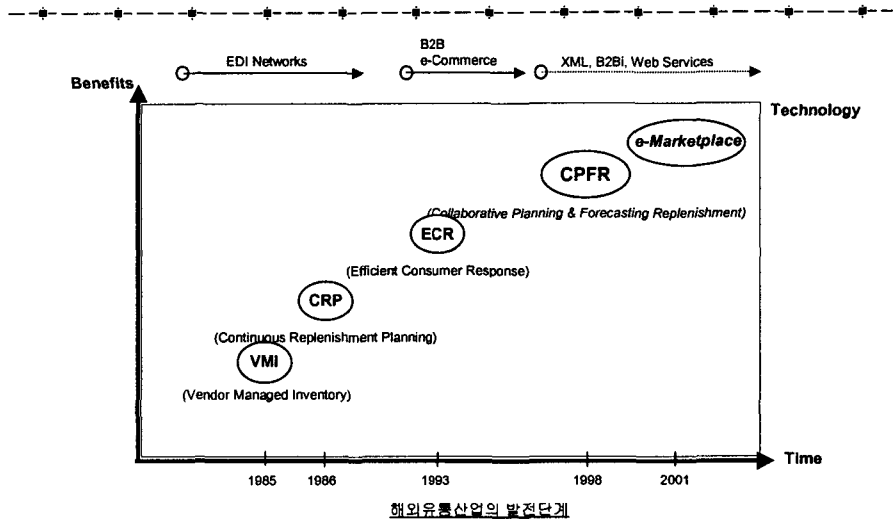 B2B
EDI Networks
e-Commerce
XML, B2Bi, Web Services
Benefits
Technology
e-Marketplace
CPFR
(Collaborative Planning & Forecasting Replenishment)
ECR
(Efficient Consumer Response)
CRP
(Continuous Replenishment Planning)
VMI
(Vendor Managed Inventory)
Time
1985
1986
1993
1998
2001
해외유통산업의 발전단계